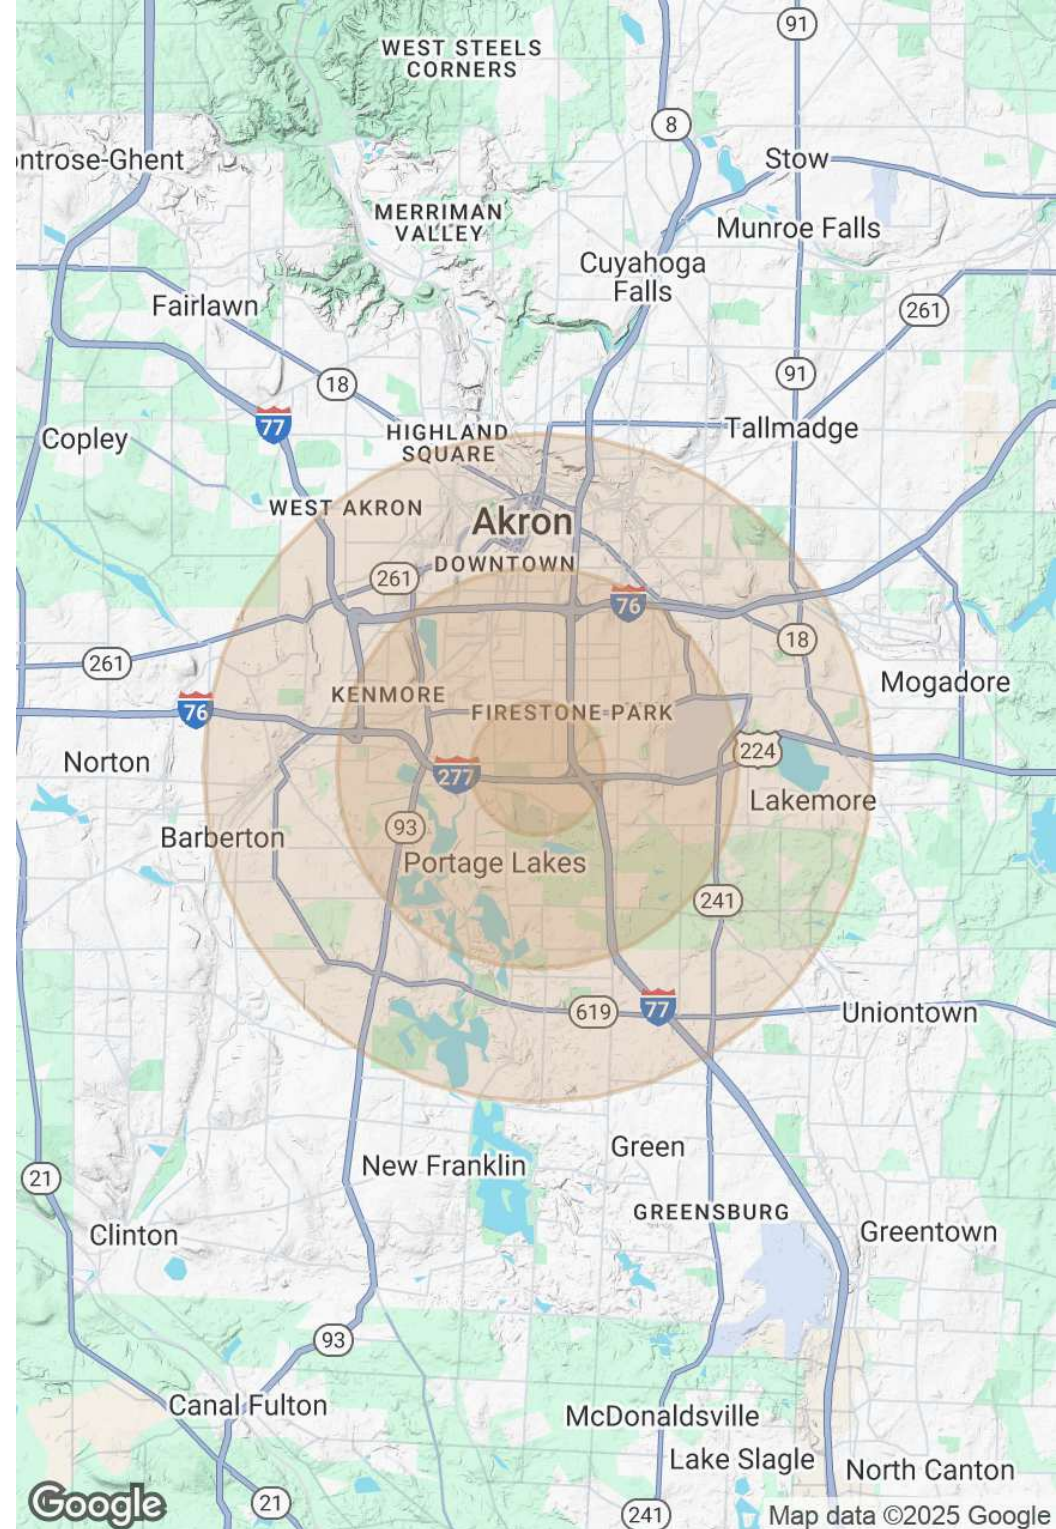 91
WEST STEELS
CORNERS
8
ntrose-Ghent
Stow
MERRIMAN
VALLEY
Munroe Falls
Cuyahoga
Falls
Fairlawn
261
18
91
77
Copley
HIGHLAND
SQUARE
Tallmadge
WEST AKRON
Akron
DOWNTOWN
261
76
18
261
KENMORE
Mogadore
76
FIRESTONE PARK
Norton
277
224
Lakemore
93
Barberton
Portage Lakes
241
619
77
Uniontown
Green
New Franklin
21
GREENSBURG
Clinton
Greentown
93
Canal Fulton
McDonaldsville
Lake Slagle
North Canton
Google
21
241
Map data ©2025 Google